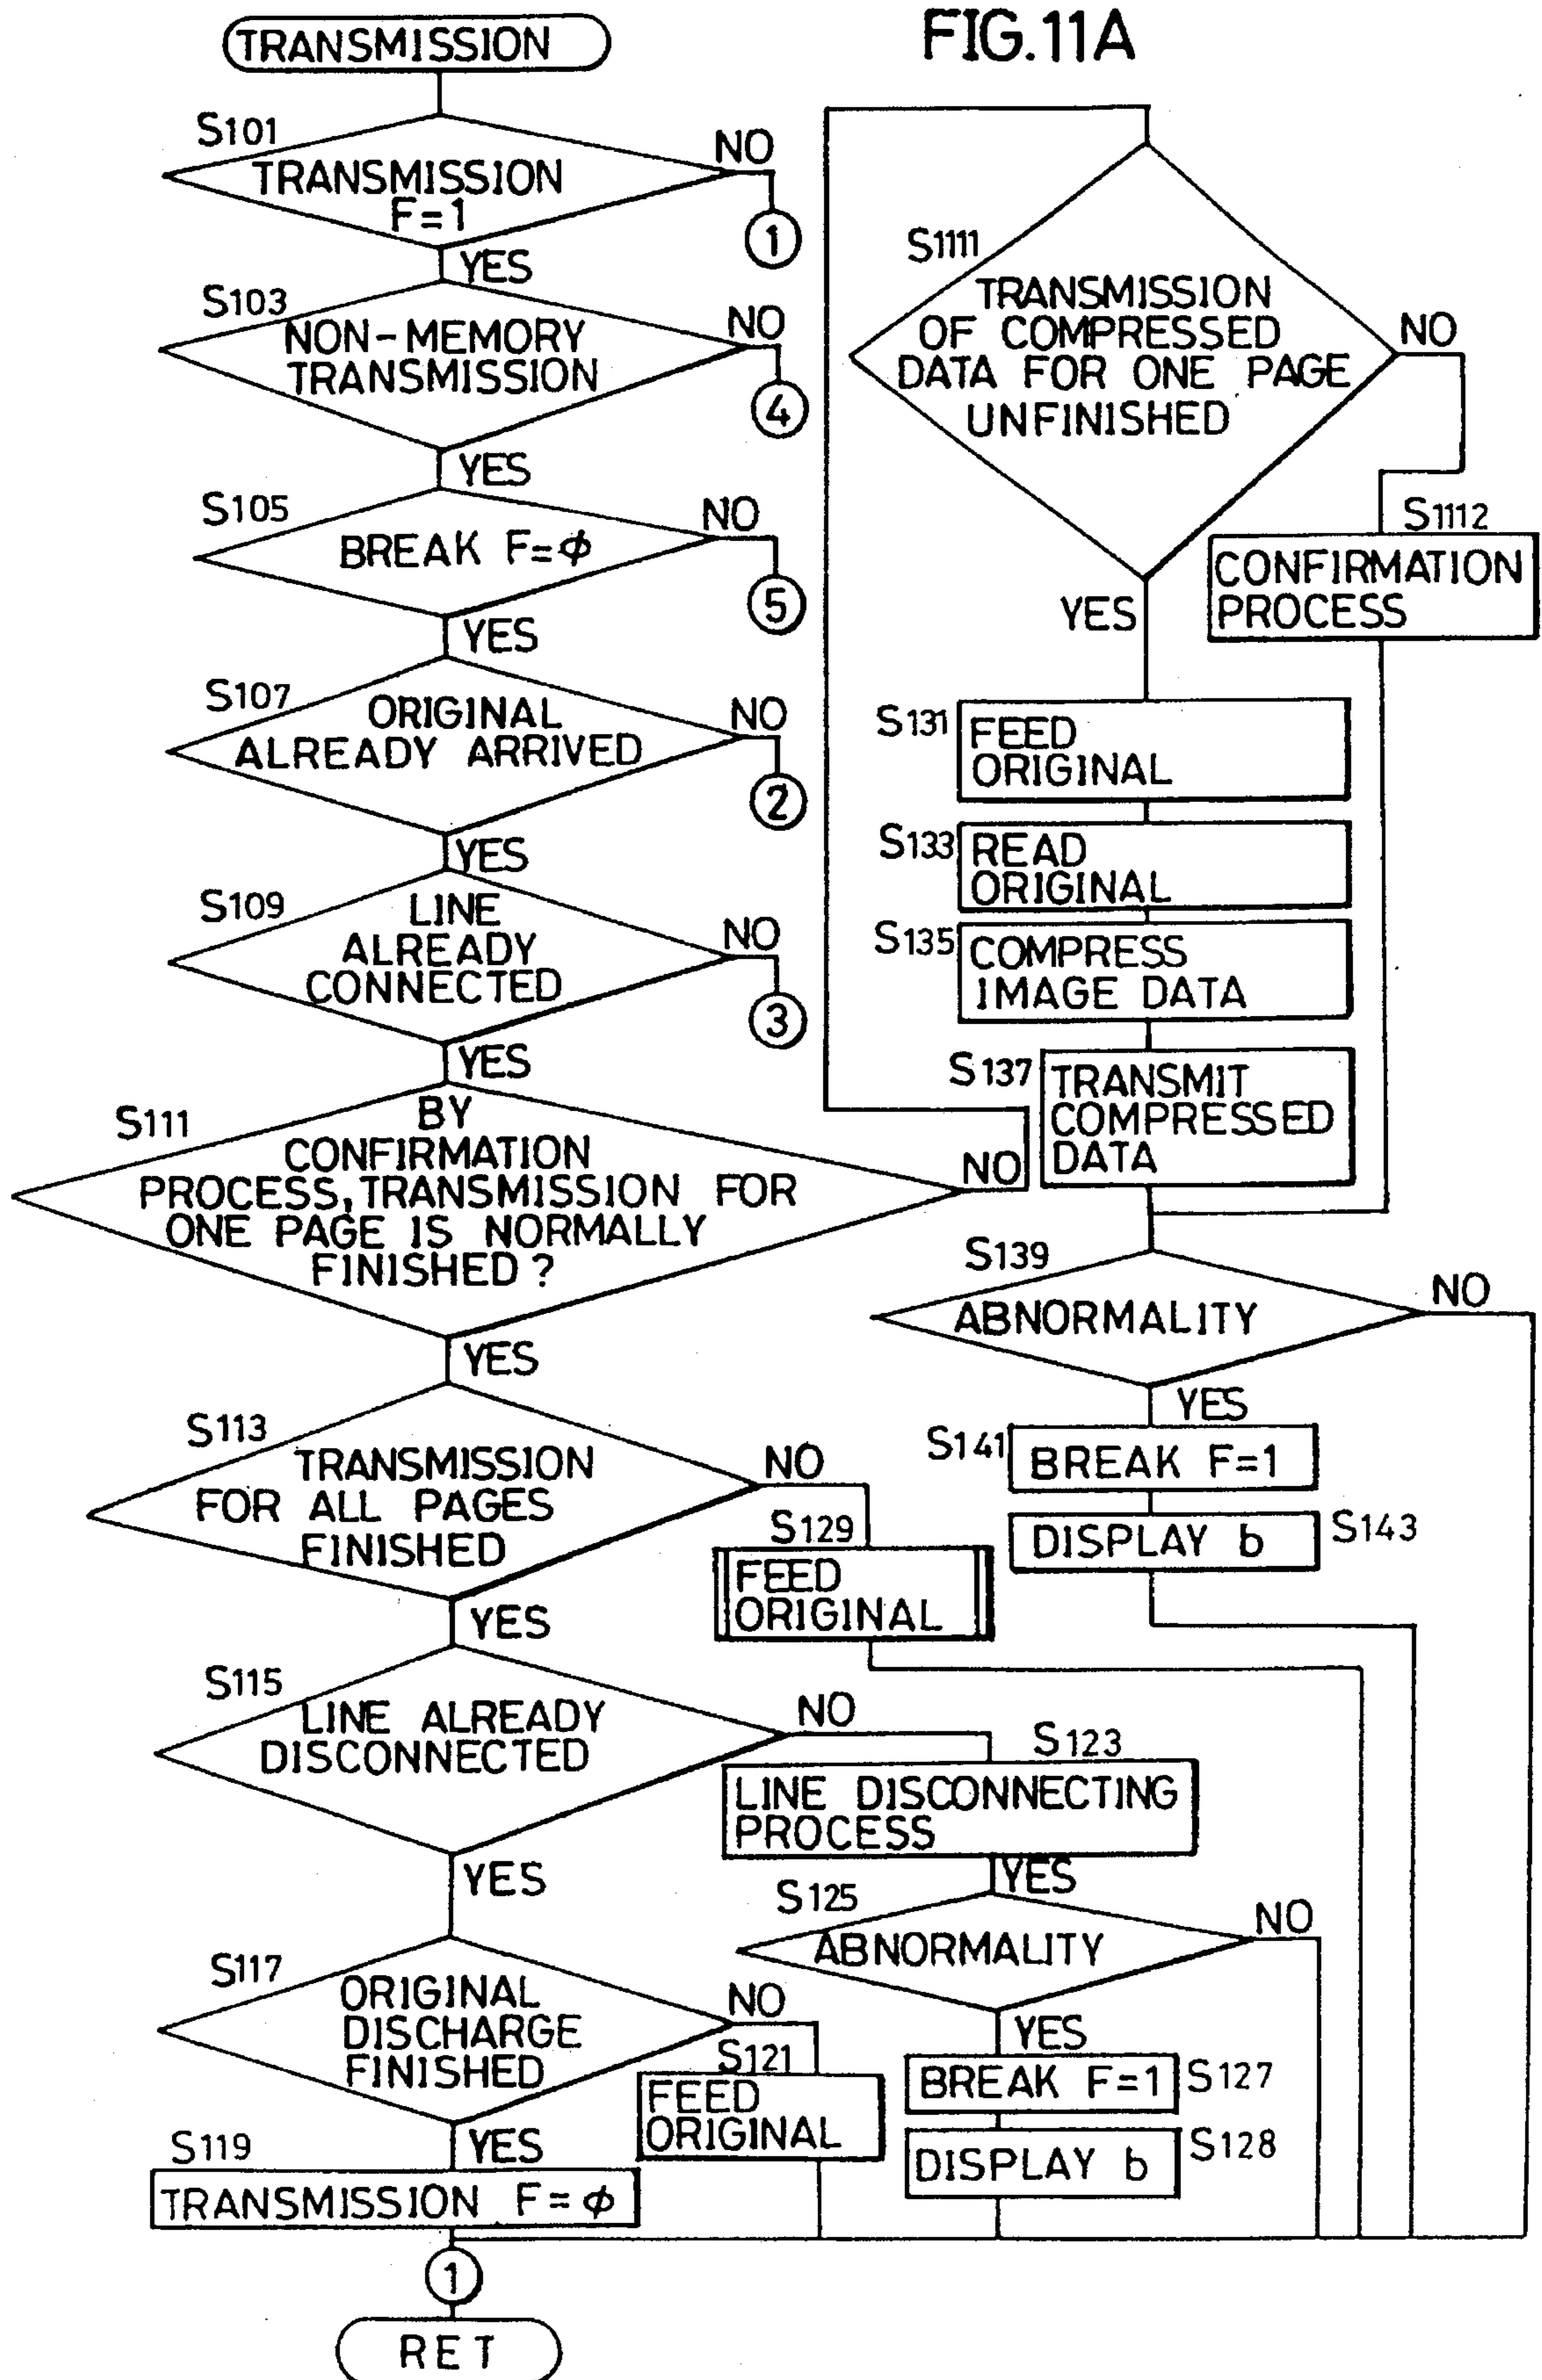 FIG.11A
TRANSMISSION
S101
TRANSMISSION
F=1
NO
1
YES
S103
NON-MEMORY
TRANSMISSION
NO
4
YES
S105
BREAK F=ϕ
NO
5
YES
S107
ORIGINAL
ALREADY ARRIVED
NO
2
YES
S109
LINE
ALREADY
CONNECTED
NO
3
YES
S111
BY
CONFIRMATION
PROCESS, TRANSMISSION FOR
ONE PAGE IS NORMALLY
FINISHED ?
NO
YES
S113
TRANSMISSION
FOR ALL PAGES
FINISHED
NO
S129
FEED
ORIGINAL
YES
S115
LINE ALREADY
DISCONNECTED
NO
S123
LINE DISCONNECTING
PROCESS
YES
S125
ABNORMALITY
NO
YES
BREAK F=1
S127
DISPLAY b
S128
YES
S117
ORIGINAL
DISCHARGE
FINISHED
NO
S121
FEED
ORIGINAL
YES
S119
TRANSMISSION F=ϕ
1
RET
S1111
TRANSMISSION
OF COMPRESSED
DATA FOR ONE PAGE
UNFINISHED
NO
S1112
CONFIRMATION
PROCESS
YES
S131
FEED
ORIGINAL
S133
READ
ORIGINAL
S135
COMPRESS
IMAGE DATA
S137
TRANSMIT
COMPRESSED
DATA
S139
ABNORMALITY
NO
YES
S141
BREAK F=1
DISPLAY b
S143